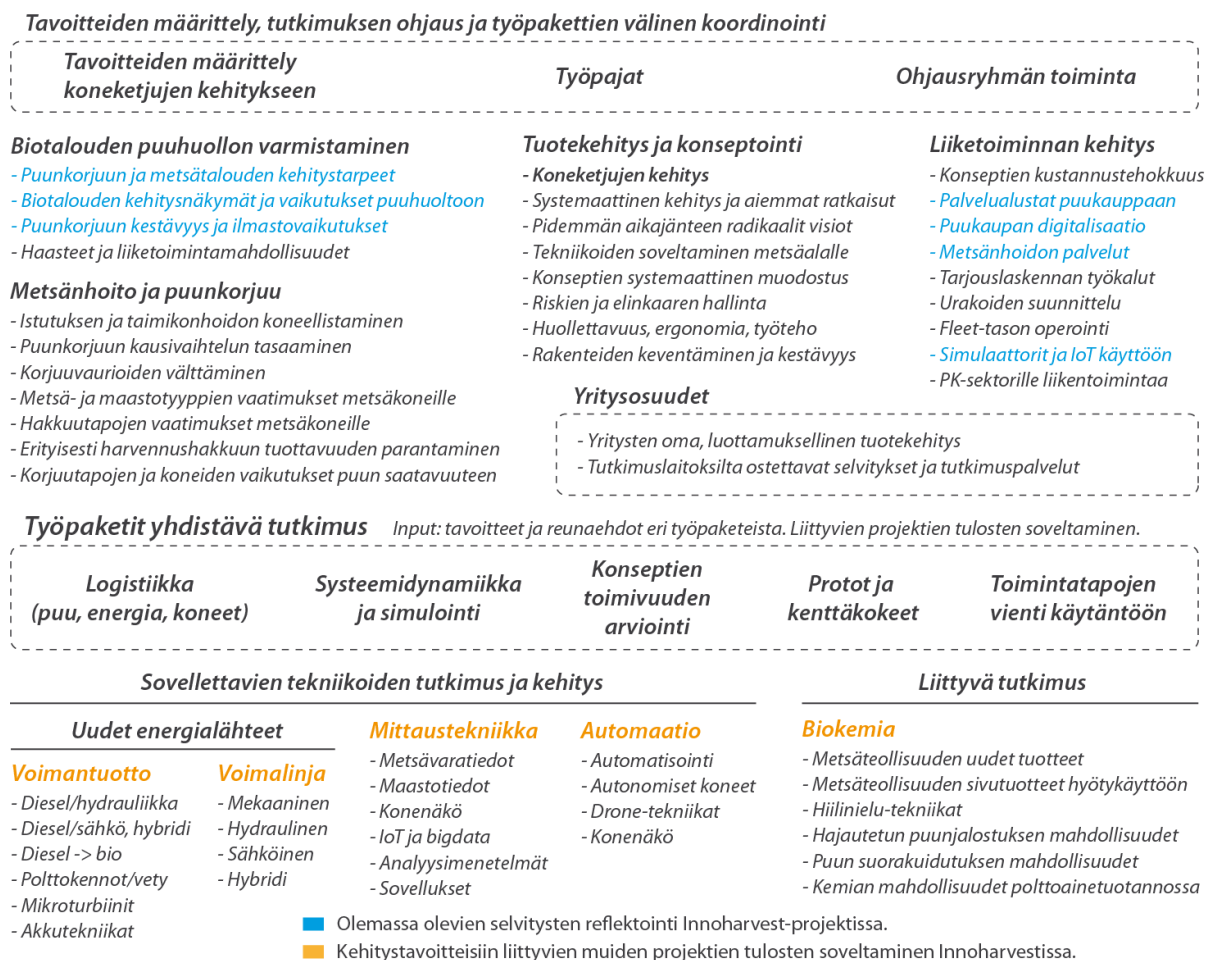 Tavoitteiden määrittely, tutkimuksen ohjaus ja työpakettien välinen koordinointi
Tavoitteiden määrittely
koneketjujen kehitykseen
Työpajat
Ohjausryhmän toiminta
Biotalouden puuhuollon varmistaminen
- Puunkorjuun ja metsätalouden kehitystarpeet
- Biotalouden kehitysnäkymät ja vaikutukset puuhuoltoon
- Puunkorjuun kestävyys ja ilmastovaikutukset
- Haasteet ja liiketoimintamahdollisuudet
Metsänhoito ja puunkorjuu
- Istutuksen ja taimikonhoidon koneellistaminen
- Puunkorjuun kausivaihtelun tasaaminen
- Korjuuvaurioiden välttäminen
- Metsä- ja maastotyyppien vaatimukset metsäkoneille
- Hakkuutapojen vaatimukset metsäkoneille
- Erityisesti harvennushakkuun tuottavuuden parantaminen
- Korjuutapojen ja koneiden vaikutukset puun saatavuuteen
Tuotekehitys ja konseptointi
- Koneketjujen kehitys
- Systemaattinen kehitys ja aiemmat ratkaisut
- Pidemmän aikajänteen radikaalit visiot
- Tekniikoiden soveltaminen metsäalalle
- Konseptien systemaattinen muodostus
- Riskien ja elinkaaren hallinta
- Huollettavuus, ergonomia, työteho
- Rakenteiden keventäminen ja kestävyys
Liiketoiminnan kehitys
- Konseptien kustannustehokkuus
- Palvelualustat puukauppaan
- Puukaupan digitalisaatio
- Metsänhoidon palvelut
- Tarjouslaskennan työkalut
- Urakoiden suunnittelu
- Fleet-tason operointi
- Simulaattorit ja IoT käyttöön
- PK-sektorille liikentoimintaa
Yritysosuudet
- Yritysten oma, luottamuksellinen tuotekehitys
- Tutkimuslaitoksilta ostettavat selvitykset ja tutkimuspalvelut
Työpaketit yhdistävä tutkimus
Input: tavoitteet ja reunaehdot eri työpaketeista. Liittyvien projektien tulosten soveltaminen.
Logistiikka
(puu, energia, koneet)
Systeemidynamiikka
ja simulointi
Konseptien
toimivuuden
arviointi
Protot ja
kenttäkokeet
Toimintatapojen
vienti käytäntöön
Sovellettavien tekniikoiden tutkimus ja kehitys
Uudet energialähteet
Voimantuotto
- Diesel/hydrauliikka
- Diesel/sähkö, hybridi
- Diesel -> bio
- Polttokennot/vety
- Mikroturbiinit
- Akkutekniikat
Voimalinja
- Mekaaninen
- Hydraulinen
- Sähköinen
- Hybridi
Mittaustekniikka
- Metsävaratiedot
- Maastotiedot
- Konenäkö
- IoT ja bigdata
- Analyysimenetelmät
- Sovellukset
Automaatio
- Automatisointi
- Autonomiset koneet
- Drone-tekniikat
- Konenäkö
Liittyvä tutkimus
Biokemia
- Metsäteollisuuden uudet tuotteet
- Metsäteollisuuden sivutuotteet hyötykäyttöön
- Hiilinielu-tekniikat
- Hajautetun puunjalostuksen mahdollisuudet
- Puun suorakuidutuksen mahdollisuudet
- Kemian mahdollisuudet polttoainetuotannossa
Olemassa olevien selvitysten reflektointi Innoharvest-projektissa.
Kehitystavoitteisiin liittyvien muiden projektien tulosten soveltaminen Innoharvestissa.